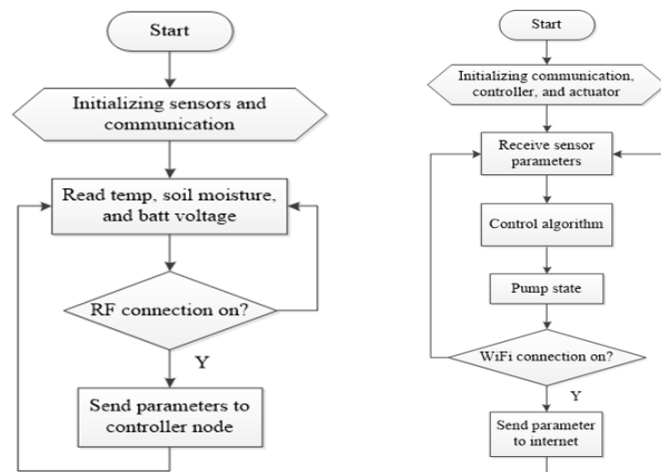 Start
Initializing sensors and
communication
Read temp, soil moisture,
and batt voltage
RF connection on?
Y
Send parameters to
controller node
Start
Initializing communication,
controller, and actuator
Receive sensor
parameters
Control algorithm
Pump state
WiFi connection on?
Y
Send parameter
to internet